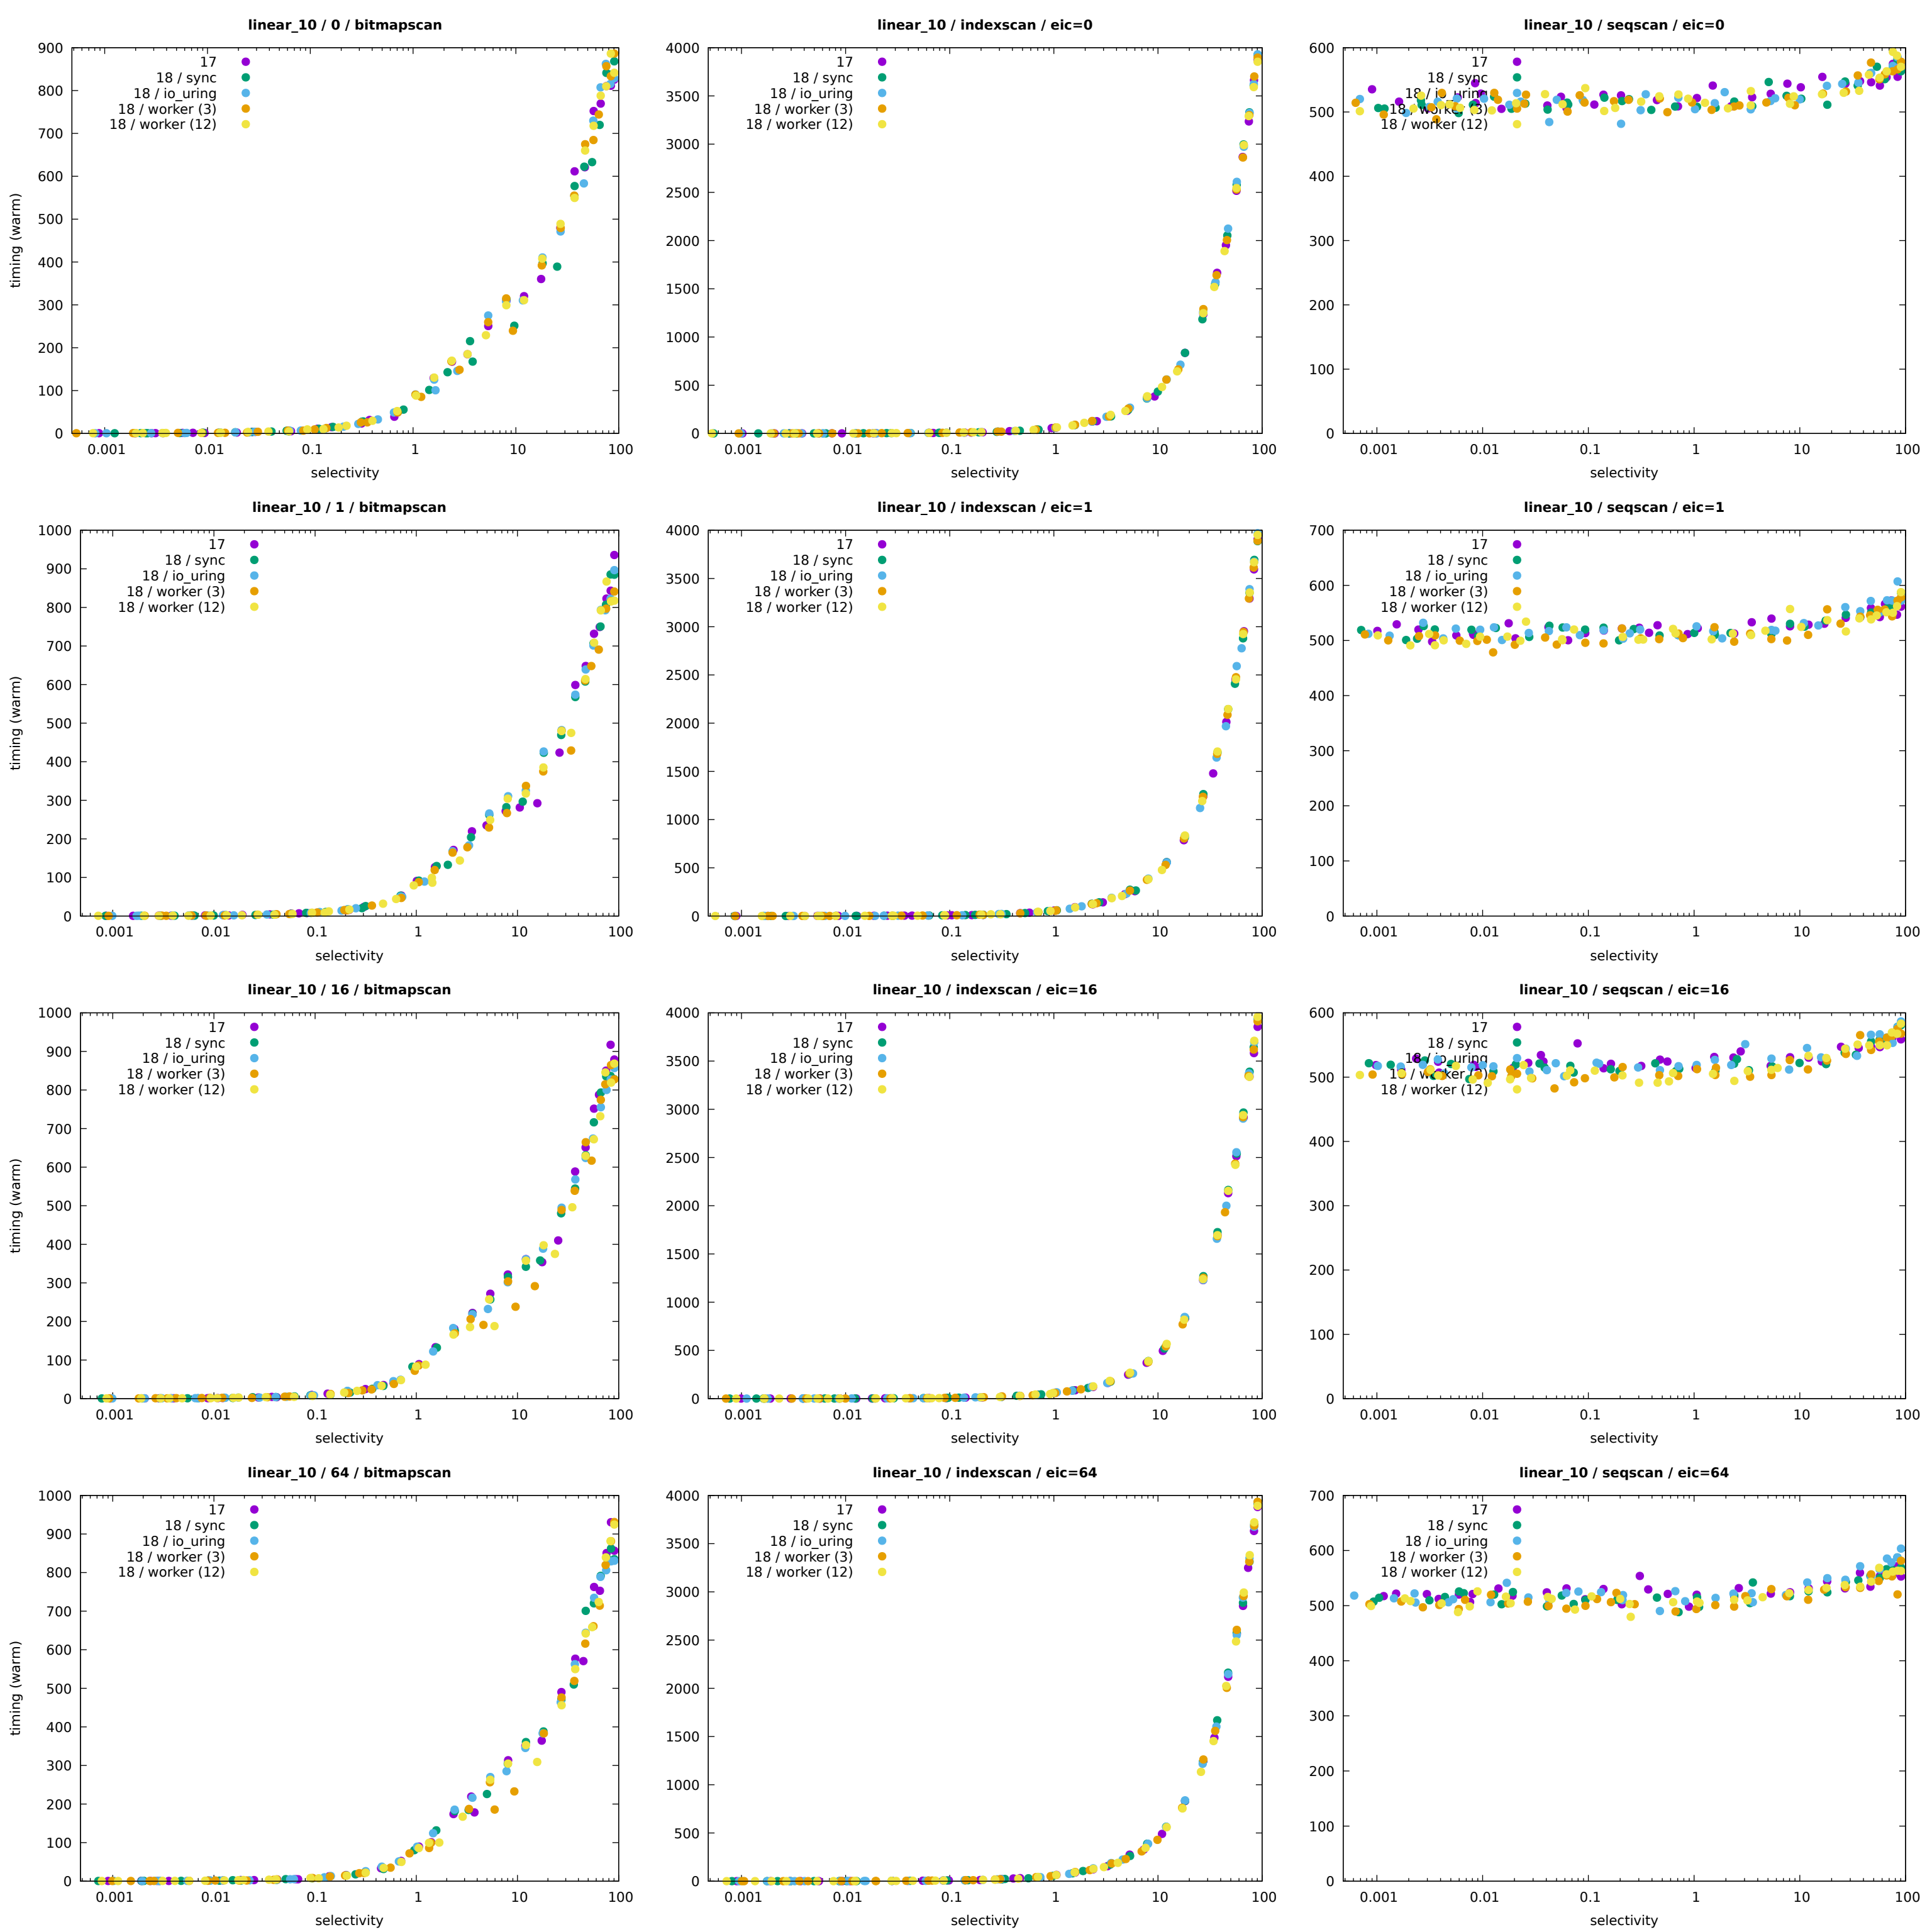 linear_10 / 0 / bitmapscan
900
800
700
600
500
400
300
200
100
0
timing (warm)
17
18 / sync
18 / io_uring
18 / worker (3)
18 / worker (12)
0.001 0.01 0.1 1 10 100
selectivity
linear_10 / indexscan / eic=0
4000
3500
3000
2500
2000
1500
1000
500
0
17
18 / sync
18 / io_uring
18 / worker (3)
18 / worker (12)
0.001 0.01 0.1 1 10 100
selectivity
linear_10 / seqscan / eic=0
600
500
400
300
200
100
0
17
18 / sync
18 / io_uring
18 / worker (3)
18 / worker (12)
0.001 0.01 0.1 1 10 100
selectivity
linear_10 / 1 / bitmapscan
1000
900
800
700
600
500
400
300
200
100
0
timing (warm)
17
18 / sync
18 / io_uring
18 / worker (3)
18 / worker (12)
0.001 0.01 0.1 1 10 100
selectivity
linear_10 / indexscan / eic=1
4000
3500
3000
2500
2000
1500
1000
500
0
17
18 / sync
18 / io_uring
18 / worker (3)
18 / worker (12)
0.001 0.01 0.1 1 10 100
selectivity
linear_10 / seqscan / eic=1
700
600
500
400
300
200
100
0
17
18 / sync
18 / io_uring
18 / worker (3)
18 / worker (12)
0.001 0.01 0.1 1 10 100
selectivity
linear_10 / 16 / bitmapscan
1000
900
800
700
600
500
400
300
200
100
0
timing (warm)
17
18 / sync
18 / io_uring
18 / worker (3)
18 / worker (12)
0.001 0.01 0.1 1 10 100
selectivity
linear_10 / indexscan / eic=16
4000
3500
3000
2500
2000
1500
1000
500
0
17
18 / sync
18 / io_uring
18 / worker (3)
18 / worker (12)
0.001 0.01 0.1 1 10 100
selectivity
linear_10 / seqscan / eic=16
600
500
400
300
200
100
0
17
18 / sync
18 / io_uring
18 / worker (3)
18 / worker (12)
0.001 0.01 0.1 1 10 100
selectivity
linear_10 / 64 / bitmapscan
1000
900
800
700
600
500
400
300
200
100
0
timing (warm)
17
18 / sync
18 / io_uring
18 / worker (3)
18 / worker (12)
0.001 0.01 0.1 1 10 100
selectivity
linear_10 / indexscan / eic=64
4000
3500
3000
2500
2000
1500
1000
500
0
17
18 / sync
18 / io_uring
18 / worker (3)
18 / worker (12)
0.001 0.01 0.1 1 10 100
selectivity
linear_10 / seqscan / eic=64
700
600
500
400
300
200
100
0
17
18 / sync
18 / io_uring
18 / worker (3)
18 / worker (12)
0.001 0.01 0.1 1 10 100
selectivity